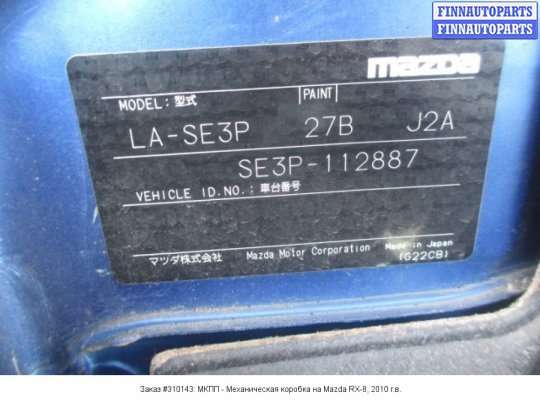 FINNAUTOPARTS
FINNAUTOPARTS
FINNAUTOPARTS
mazda
MODEL: 型式 PAINT
LA-SE3P 27B J2A
SE3P-112887
VEHICLE ID.NO.: 車台番号
マツダ株式会社 Mazda Motor Corporation Made in Japan
(G22CB)
Заказ #310143: МКПП - Механическая коробка на Mazda RX-8, 2010 г.в.